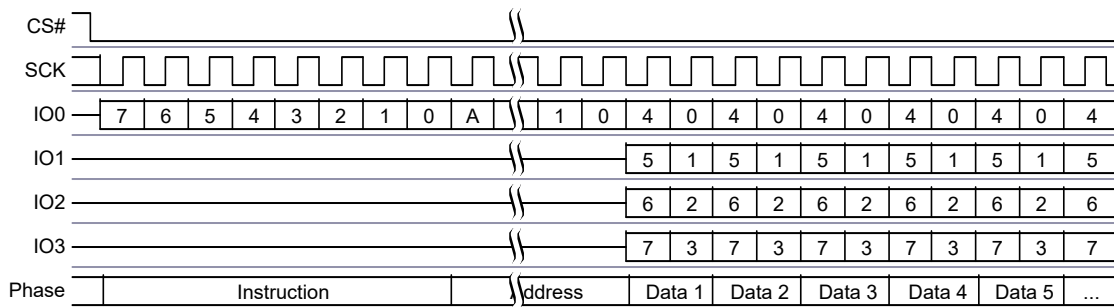 CS#
SCK
IO0 7 6 5 4 3 2 1 0 A 1 0 4 0 4 0 4 0 4 0 4 0 4
IO1 5 1 5 1 5 1 5 1 5 1 5
IO2 6 2 6 2 6 2 6 2 6 2 6
IO3 7 3 7 3 7 3 7 3 7 3 7
Phase Instruction Address Data 1 Data 2 Data 3 Data 4 Data 5 ...